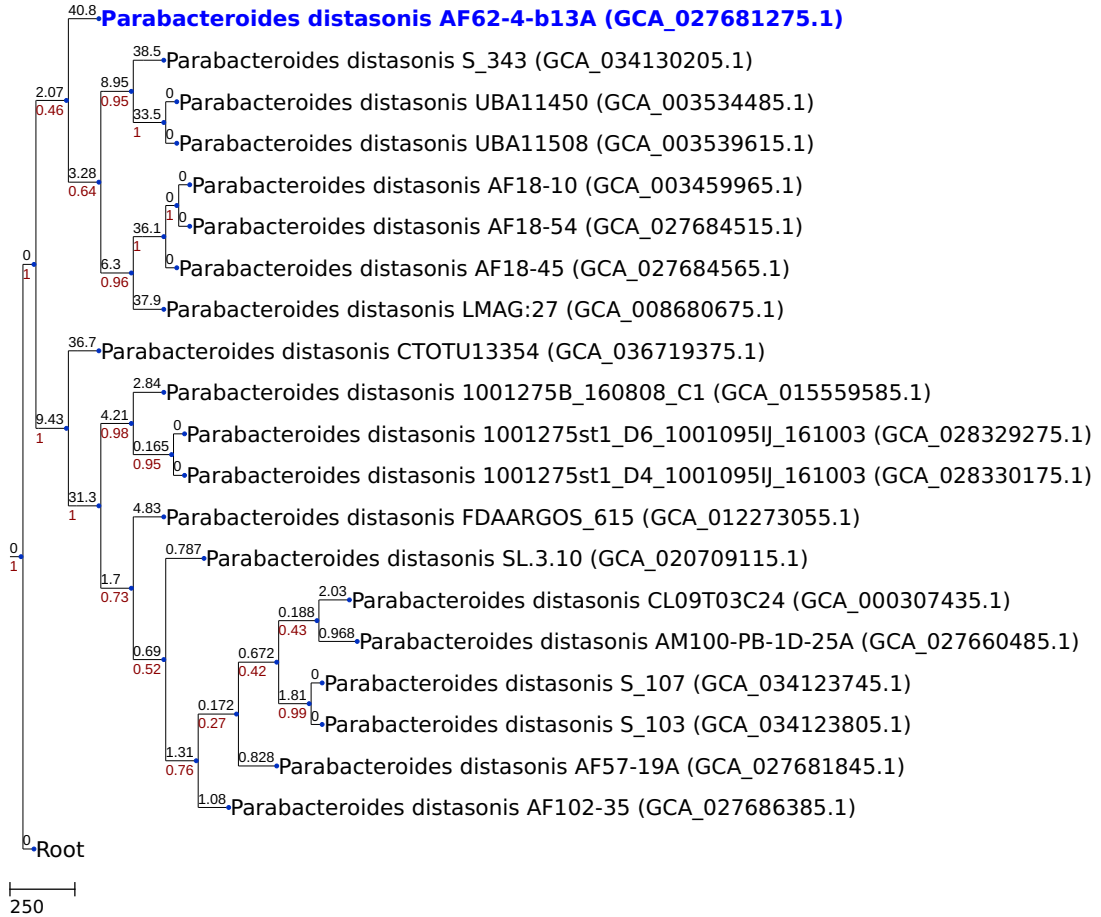 40.8
Parabacteroides distasonis AF62-4-b13A (GCA_027681275.1)
38.5
Parabacteroides distasonis S_343 (GCA_034130205.1)
8.95
0.95
2.07
0.46
0
Parabacteroides distasonis UBA11450 (GCA_003534485.1)
33.5
1
0
Parabacteroides distasonis UBA11508 (GCA_003539615.1)
3.28
0.64
0
Parabacteroides distasonis AF18-10 (GCA_003459965.1)
0
1
0
Parabacteroides distasonis AF18-54 (GCA_027684515.1)
36.1
1
0
Parabacteroides distasonis AF18-45 (GCA_027684565.1)
0
1
6.3
0.96
37.9
Parabacteroides distasonis LMAG:27 (GCA_008680675.1)
36.7
Parabacteroides distasonis CTOTU13354 (GCA_036719375.1)
2.84
Parabacteroides distasonis 1001275B_160808_C1 (GCA_015559585.1)
9.43
1
4.21
0.98
0
Parabacteroides distasonis 1001275st1_D6_1001095IJ_161003 (GCA_028329275.1)
0.165
0.95
0
Parabacteroides distasonis 1001275st1_D4_1001095IJ_161003 (GCA_028330175.1)
31.3
1
4.83
Parabacteroides distasonis FDAARGOS_615 (GCA_012273055.1)
0
1
0.787
Parabacteroides distasonis SL.3.10 (GCA_020709115.1)
1.7
0.73
2.03
Parabacteroides distasonis CL09T03C24 (GCA_000307435.1)
0.188
0.43
0.968
Parabacteroides distasonis AM100-PB-1D-25A (GCA_027660485.1)
0.69
0.52
0.672
0.42
0
Parabacteroides distasonis S_107 (GCA_034123745.1)
1.81
0.99
0
Parabacteroides distasonis S_103 (GCA_034123805.1)
0.172
0.27
1.31
0.76
0.828
Parabacteroides distasonis AF57-19A (GCA_027681845.1)
1.08
Parabacteroides distasonis AF102-35 (GCA_027686385.1)
0
Root
250